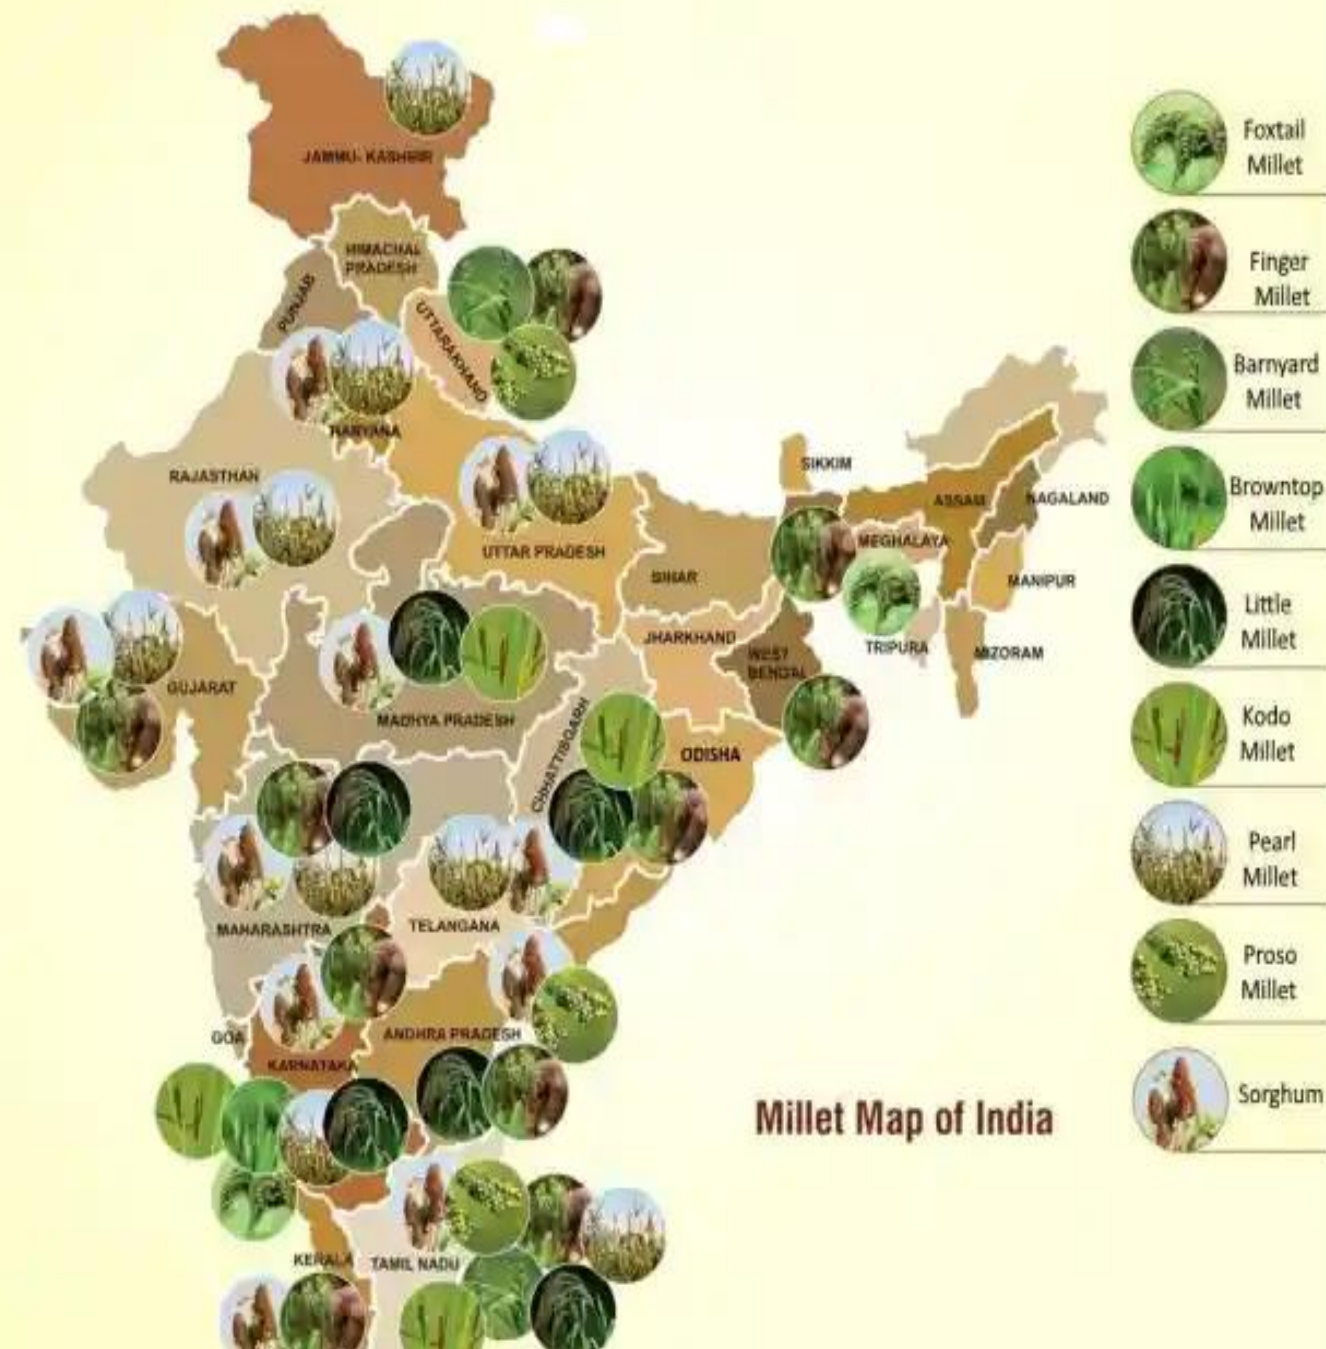 JAMMU- KASHMIR
HIMACHAL
PRADESH
PUNJAB
UTTARAKHAND
HARYANA
RAJASTHAN
UTTAR PRADESH
SIKKIM
ASSAM
NAGALAND
MEGHALAYA
BIHAR
MANIPUR
JHARKHAND
WEST
BENGAL
TRIPURA
MIZORAM
GUJARAT
MADHYA PRADESH
CHHATTISGARH
ODISHA
MAHARASHTRA
TELANGANA
GOA
ANDHRA PRADESH
KARNATAKA
KERALA
TAMIL NADU
Millet Map of India
Foxtail
Millet
Finger
Millet
Barnyard
Millet
Browntop
Millet
Little
Millet
Kodo
Millet
Pearl
Millet
Proso
Millet
Sorghum